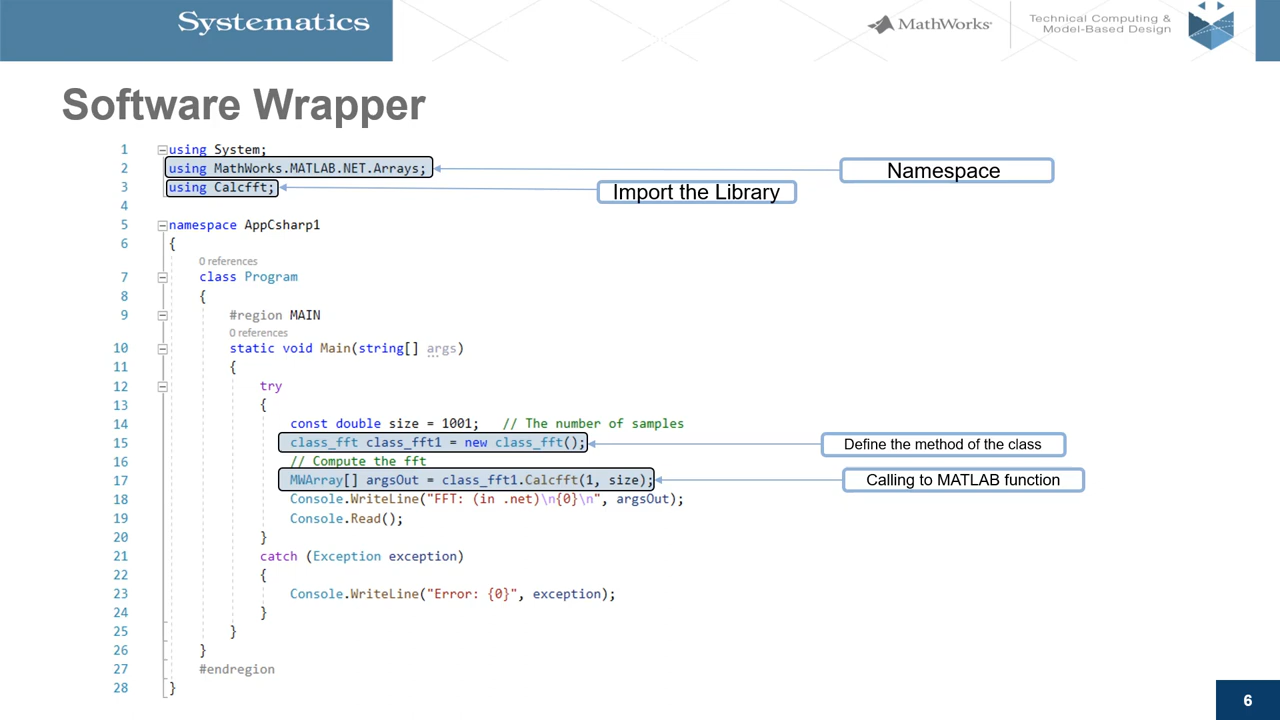 Systematics
MathWorks®
Technical Computing &
Model-Based Design
Software Wrapper
1 using System;
2 using MathWorks.MATLAB.NET.Arrays;
Namespace
3 using Calcfft;
Import the Library
4
5 namespace AppCsharp1
6 {
0 references
7 class Program
8 {
9 #region MAIN
0 references
10 static void Main(string[] args)
11 {
12 try
13 {
14 const double size = 1001; // The number of samples
15 class_fft class_fft1 = new class_fft();
Define the method of the class
16 // Compute the fft
17 MWArray[] argsOut = class_fft1.Calcfft(1, size);
Calling to MATLAB function
18 Console.WriteLine("FFT: (in .net)\n{0}\n", argsOut);
19 Console.Read();
20 }
21 catch (Exception exception)
22 {
23 Console.WriteLine("Error: {0}", exception);
24 }
25 }
26 }
27 #endregion
28 }
6